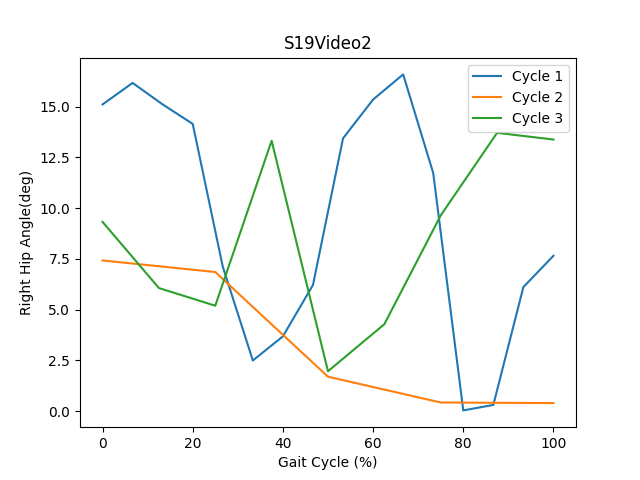 S19Video2
Cycle 1
Cycle 2
Cycle 3
15.0
12.5
10.0
7.5
5.0
2.5
0.0
Right Hip Angle(deg)
0 20 40 60 80 100
Gait Cycle (%)